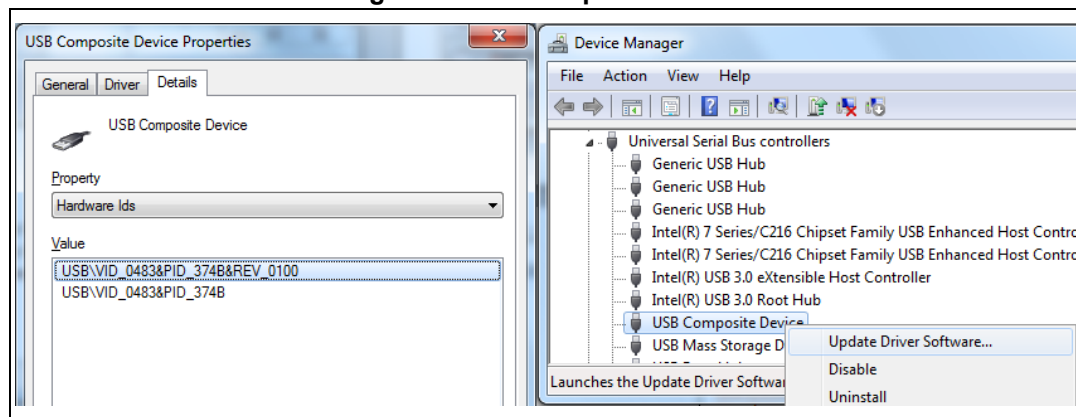 USB Composite Device Properties
General Driver Details
USB Composite Device
Property
Hardware Ids
Value
USB\VID_0483&PID_374B&REV_0100
USB\VID_0483&PID_374B
Device Manager
File Action View Help
Universal Serial Bus controllers
Generic USB Hub
Generic USB Hub
Generic USB Hub
Intel(R) 7 Series/C216 Chipset Family USB Enhanced Host Contro
Intel(R) 7 Series/C216 Chipset Family USB Enhanced Host Contro
Intel(R) USB 3.0 eXtensible Host Controller
Intel(R) USB 3.0 Root Hub
USB Composite Device
USB Mass Storage D
Launches the Update Driver Softwa
Update Driver Software...
Disable
Uninstall